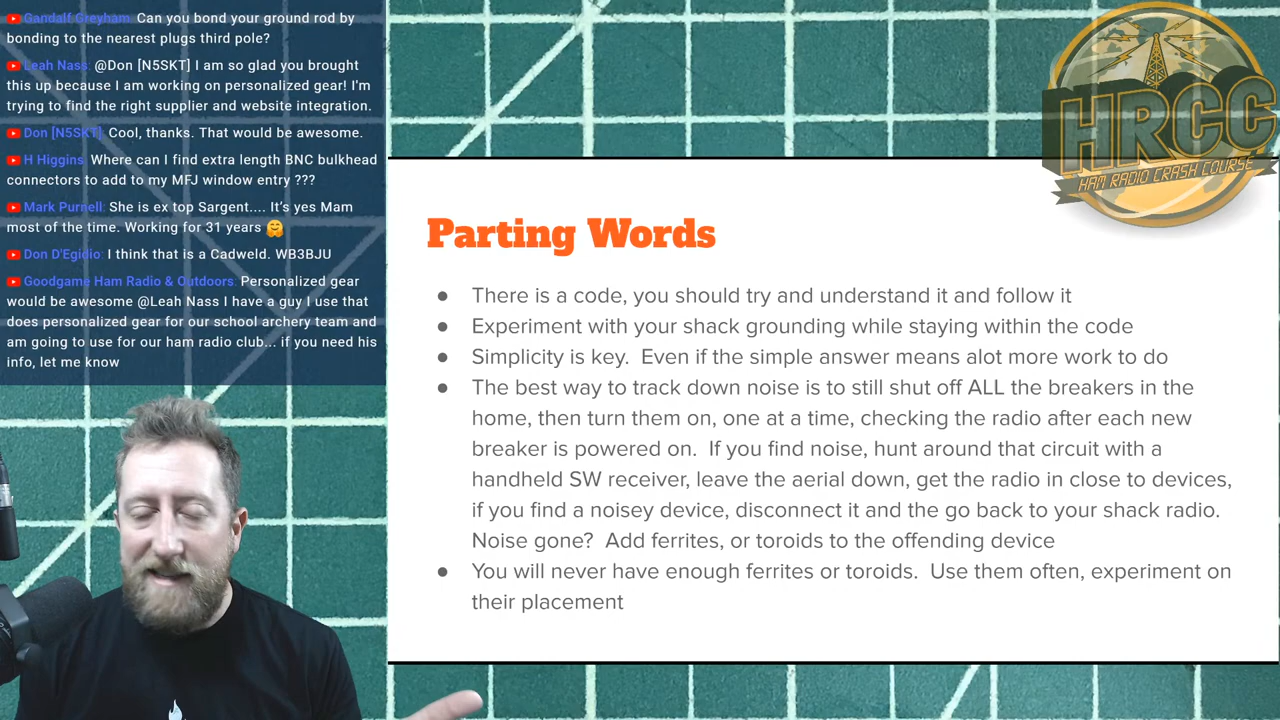 Gandalf Greyham: Can you bond your ground rod by
bonding to the nearest plugs third pole?
Leah Nass: @Don [N5SKT] I am so glad you brought
this up because I am working on personalized gear! I'm
trying to find the right supplier and website integration.
Don [N5SKT]: Cool, thanks. That would be awesome.
H Higgins: Where can I find extra length BNC bulkhead
connectors to add to my MFJ window entry ???
Mark Purnell: She is ex top Sargent.... It's yes Mam
most of the time. Working for 31 years 🤗
Don D'Egidio: I think that is a Cadweld. WB3BJU
Goodgame Ham Radio & Outdoors: Personalized gear
would be awesome @Leah Nass I have a guy I use that
does personalized gear for our school archery team and
am going to use for our ham radio club... if you need his
info, let me know
HRCC
HAM RADIO CRASH COURSE
Parting Words
● There is a code, you should try and understand it and follow it
● Experiment with your shack grounding while staying within the code
● Simplicity is key. Even if the simple answer means alot more work to do
● The best way to track down noise is to still shut off ALL the breakers in the
home, then turn them on, one at a time, checking the radio after each new
breaker is powered on. If you find noise, hunt around that circuit with a
handheld SW receiver, leave the aerial down, get the radio in close to devices,
if you find a noisey device, disconnect it and the go back to your shack radio.
Noise gone? Add ferrites, or toroids to the offending device
● You will never have enough ferrites or toroids. Use them often, experiment on
their placement